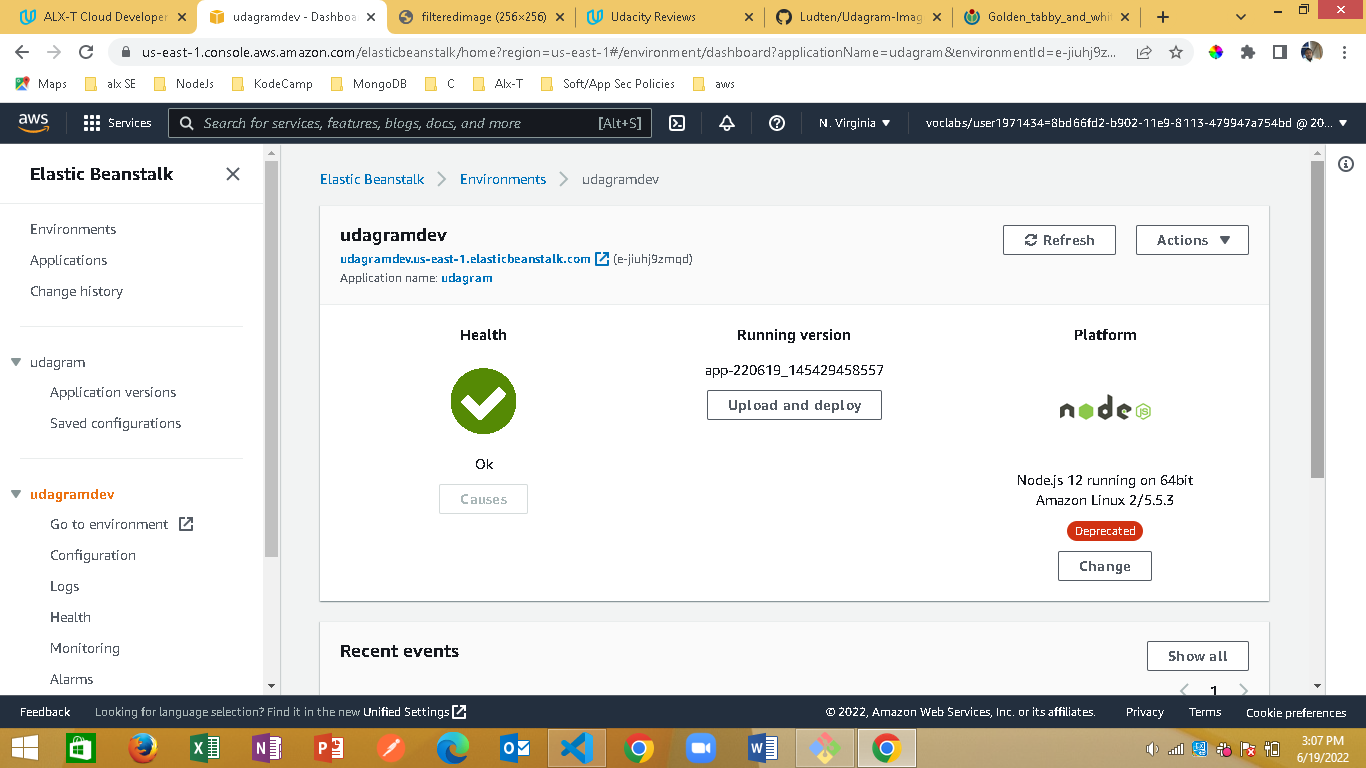 ALX-T Cloud Developer
udagramdev - Dashboa
filteredimage (256×256)
Udacity Reviews
Ludten/Udagram-Imag
Golden_tabby_and_whit
us-east-1.console.aws.amazon.com/elasticbeanstalk/home?region=us-east-1#/environment/dashboard?applicationName=udagram&environmentId=e-jiuhj9z...
Maps
alx SE
NodeJs
KodeCamp
MongoDB
C
Alx-T
Soft/App Sec Policies
aws
aws
Services
Search for services, features, blogs, docs, and more
[Alt+S]
N. Virginia
voclabs/user1971434=8bd66fd2-b902-11e9-8113-479947a754bd @ 20...
Elastic Beanstalk
Environments
Applications
Change history
udagram
Application versions
Saved configurations
udagramdev
Go to environment
Configuration
Logs
Health
Monitoring
Alarms
Elastic Beanstalk
Environments
udagramdev
udagramdev
udagramdev.us-east-1.elasticbeanstalk.com (e-jiuhj9zmqd)
Application name: udagram
Refresh
Actions
Health
Ok
Causes
Running version
app-220619_145429458557
Upload and deploy
Platform
node JS
Node.js 12 running on 64bit
Amazon Linux 2/5.5.3
Deprecated
Change
Recent events
Show all
1
Feedback
Looking for language selection? Find it in the new Unified Settings
© 2022, Amazon Web Services, Inc. or its affiliates.
Privacy
Terms
Cookie preferences
3:07 PM
6/19/2022